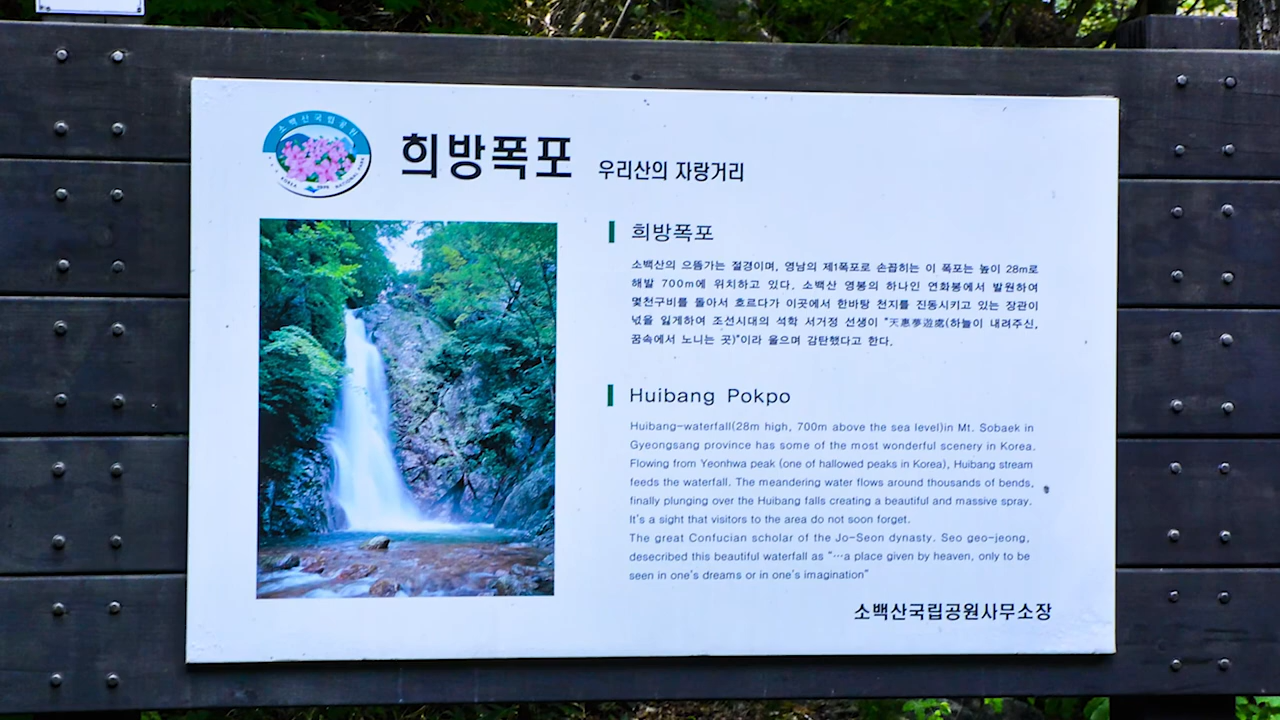 소백산국립공원
KOREA NATIONAL PARK
희방폭포 우리산의 자랑거리
희방폭포
소백산의 으뜸가는 절경이며, 영남의 제1폭포로 손꼽히는 이 폭포는 높이 28m로
해발 700m에 위치하고 있다. 소백산 영봉의 하나인 연화봉에서 발원하여
몇천구비를 돌아서 흐르다가 이곳에서 한바탕 천지를 진동시키고 있는 장관이
넋을 잃게하여 조선시대의 석학 서거정 선생이 "天惠夢遊處(하늘이 내려주신,
꿈속에서 노니는 곳)"이라 읊으며 감탄했다고 한다.
Huibang Pokpo
Huibang-waterfall(28m high, 700m above the sea level)in Mt. Sobaek in
Gyeongsang province has some of the most wonderful scenery in Korea.
Flowing from Yeonhwa peak (one of hallowed peaks in Korea), Huibang stream
feeds the waterfall. The meandering water flows around thousands of bends,
finally plunging over the Huibang falls creating a beautiful and massive spray.
It's a sight that visitors to the area do not soon forget.
The great Confucian scholar of the Jo-Seon dynasty. Seo geo-jeong,
desecribed this beautiful waterfall as "…a place given by heaven, only to be
seen in one's dreams or in one's imagination"
소백산국립공원사무소장